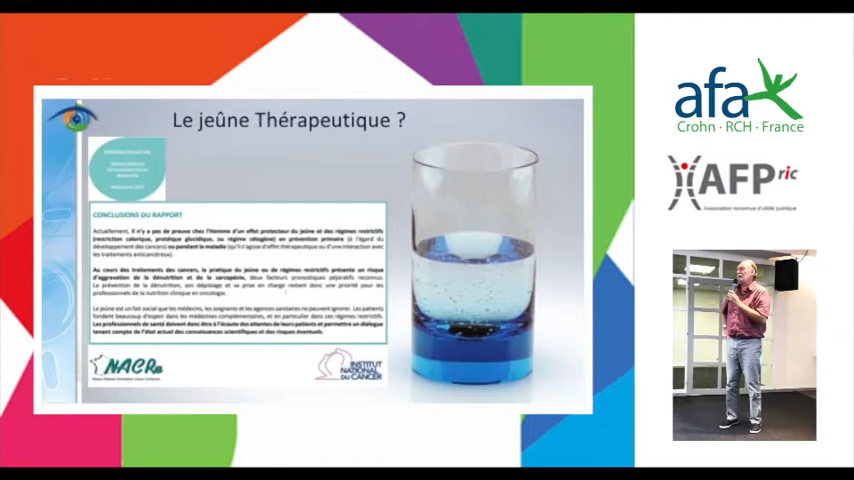 Le jeûne Thérapeutique ?
CONCLUSIONS DU RAPPORT
Actuellement, il n'y a pas de preuve chez l'Homme d'un effet protecteur du jeûne et des régimes restrictifs
(restriction calorique, protéique glucidique, ou régime cétogène) en prévention primaire (à l'égard du
développement des cancers) ou pendant la maladie (qu'il s'agisse d'effet thérapeutique ou d'une interaction avec
les traitements anticancéreux).
Au cours des traitements des cancers, la pratique du jeûne ou de régimes restrictifs présente un risque
d'aggravation de la dénutrition et de la sarcopénie, deux facteurs pronostiques péjoratifs reconnus.
La prévention de la dénutrition, son dépistage et sa prise en charge restent donc une priorité pour les
professionnels de la nutrition clinique en oncologie.
Le jeûne est un fait social que les médecins, les soignants et les agences sanitaires ne peuvent ignorer. Les patients
fondent beaucoup d'espoir dans les médecines complémentaires, et en particulier dans ces régimes restrictifs.
Les professionnels de santé doivent donc être à l'écoute des attentes de leurs patients et permettre un dialogue
tenant compte de l'état actuel des connaissances scientifiques et des risques éventuels.
NACRe
INSTITUT
NATIONAL
DU CANCER
afa
Crohn · RCH · France
AFPric
Association reconnue d'utilité publique